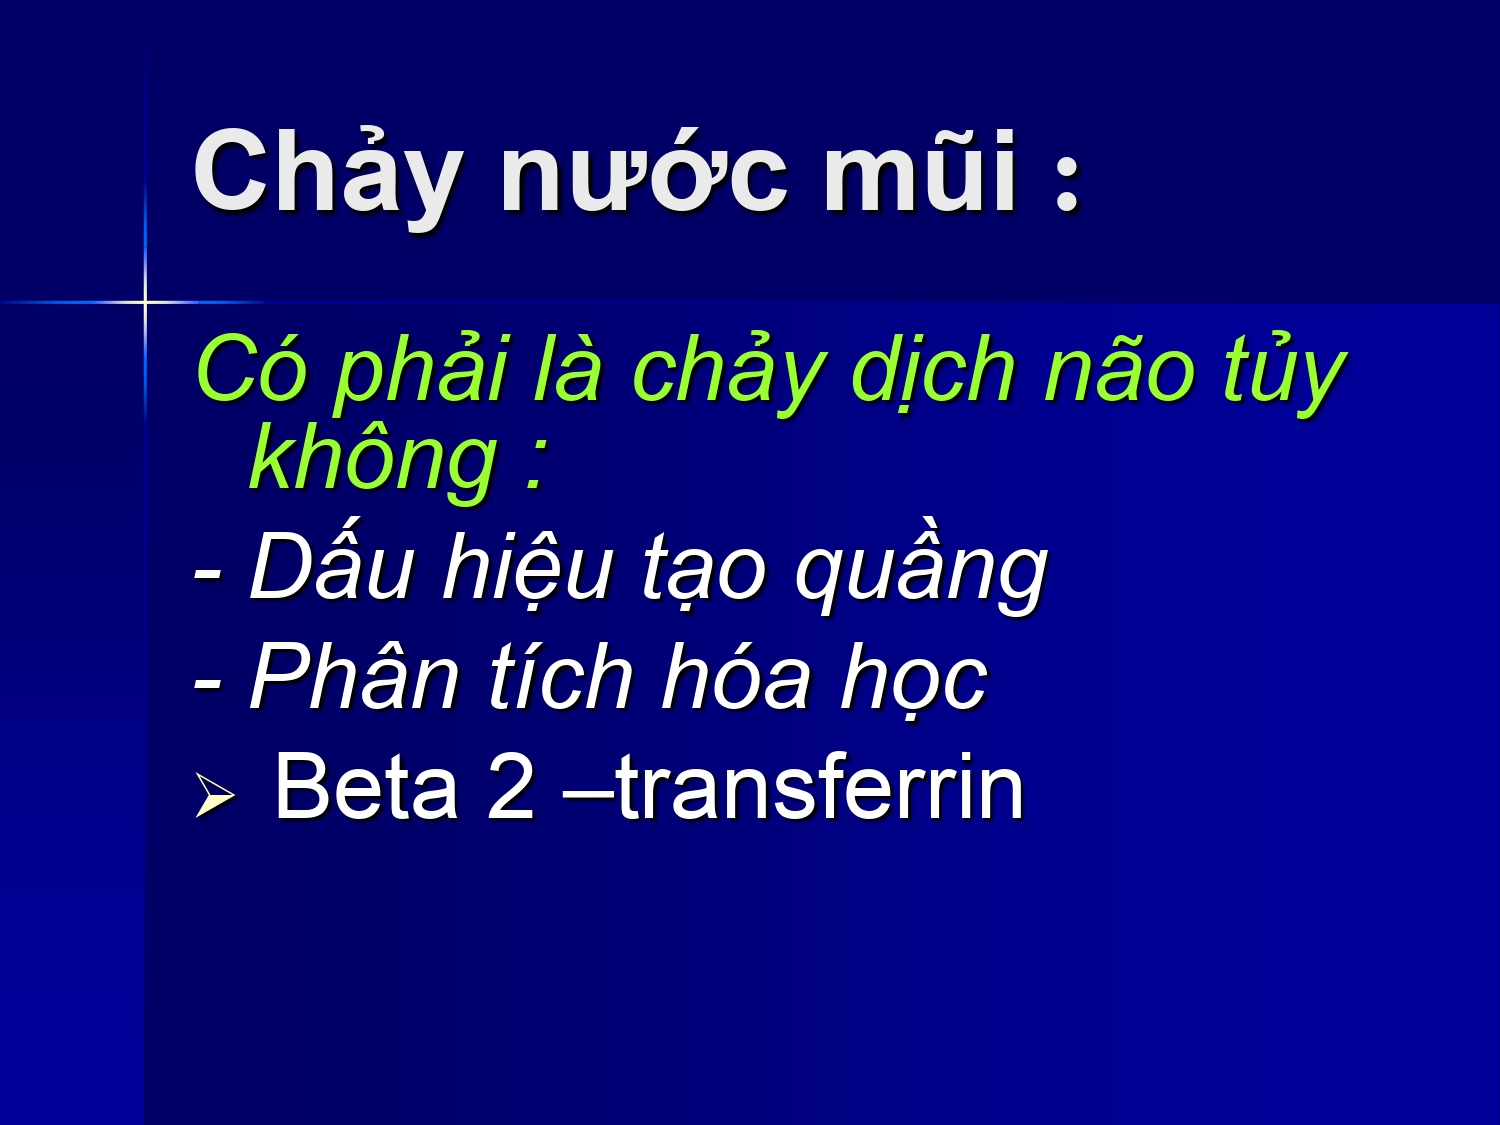 Chảy nước mũi :
Có phải là chảy dịch não tủy
không :
- Dấu hiệu tạo quầng
- Phân tích hóa học
➢ Beta 2 –transferrin